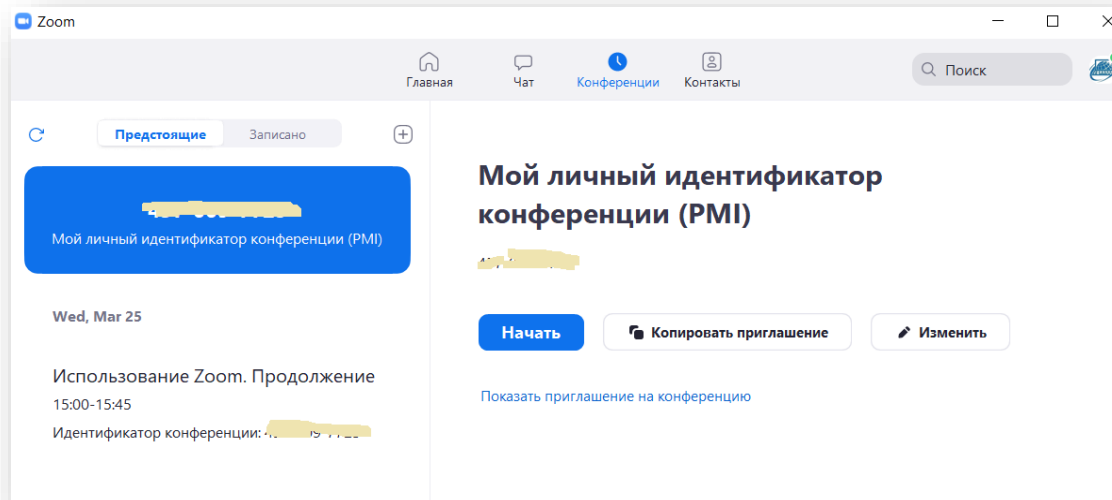 Zoom
Главная
Чат
Конференции
Контакты
Поиск
Предстоящие
Записано
Мой личный идентификатор конференции (PMI)
Wed, Mar 25
Использование Zoom. Продолжение
15:00-15:45
Идентификатор конференции:
Мой личный идентификатор
конференции (PMI)
Начать
Копировать приглашение
Изменить
Показать приглашение на конференцию